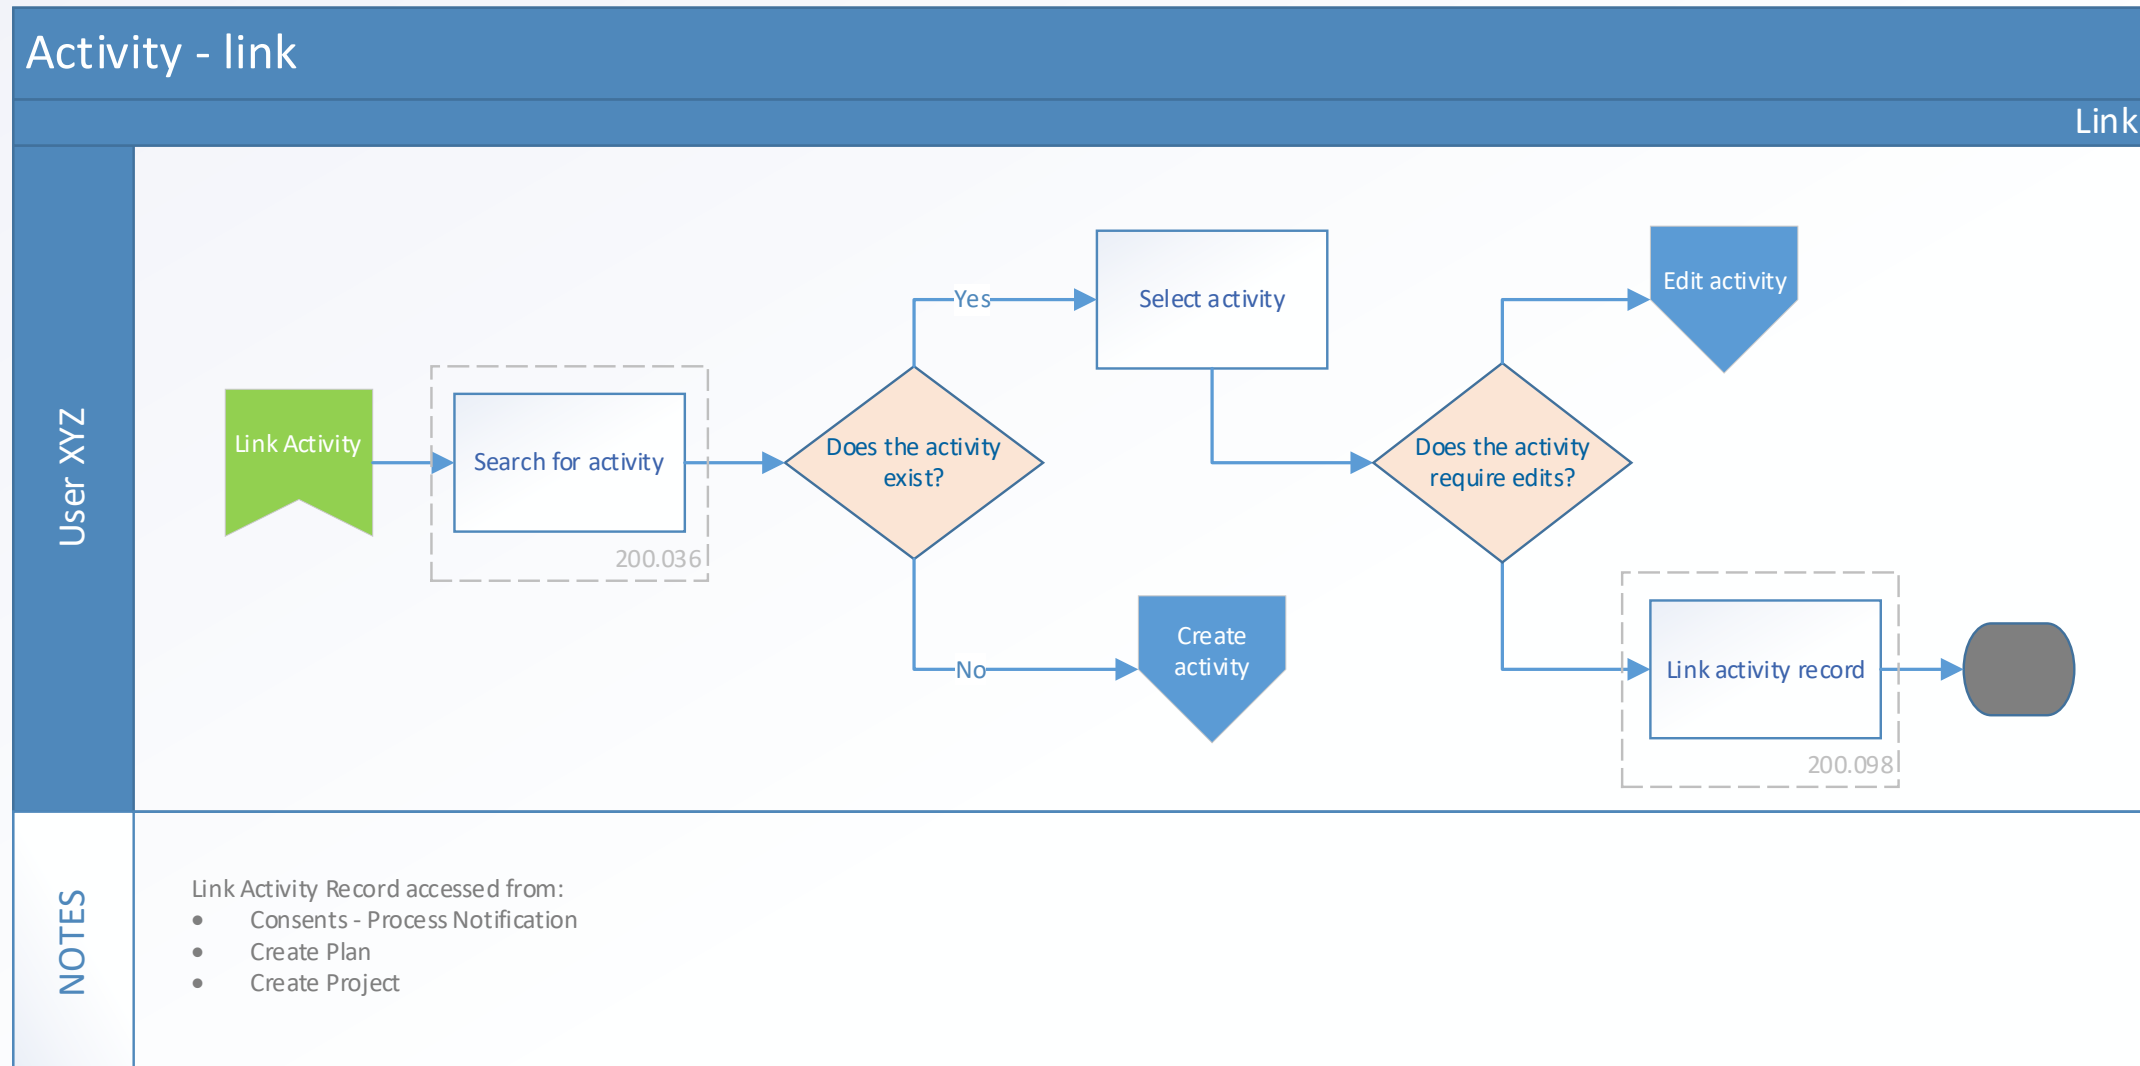 Activity - link
Link
User XYZ
Link Activity
Search for activity
200.036
Does the activity
exist?
Yes
No
Select activity
Create
activity
Does the activity
require edits?
Edit activity
Link activity record
200.098
NOTES
Link Activity Record accessed from:
• Consents - Process Notification
• Create Plan
• Create Project